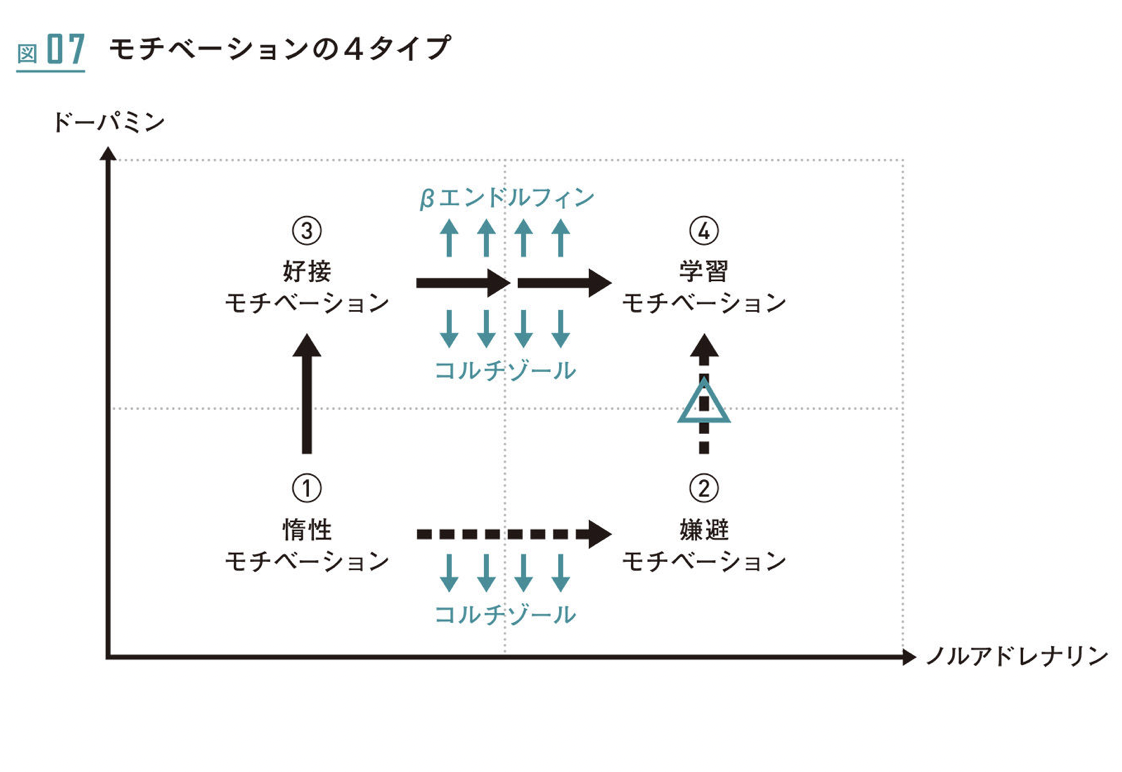 図 07 モチベーションの4タイプ
ドーパミン
βエンドルフィン
③
好接
モチベーション
④
学習
モチベーション
コルチゾール
①
惰性
モチベーション
②
嫌避
モチベーション
コルチゾール
ノルアドレナリン